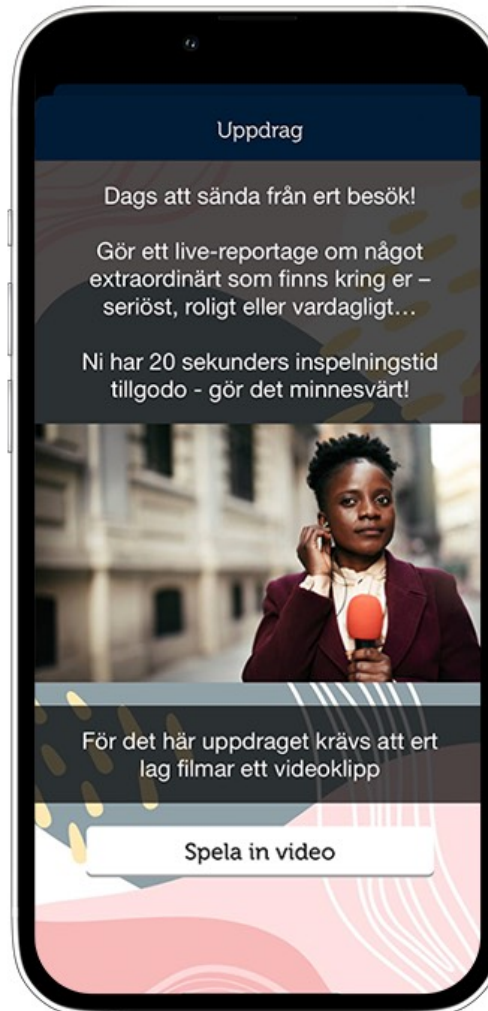 Uppdrag
Dags att sända från ert besök!
Gör ett live-reportage om något
extraordinärt som finns kring er –
seriöst, roligt eller vardagligt…
Ni har 20 sekunders inspelningstid
tillgodo - gör det minnesvärt!
För det här uppdraget krävs att ert
lag filmar ett videoklipp
Spela in video